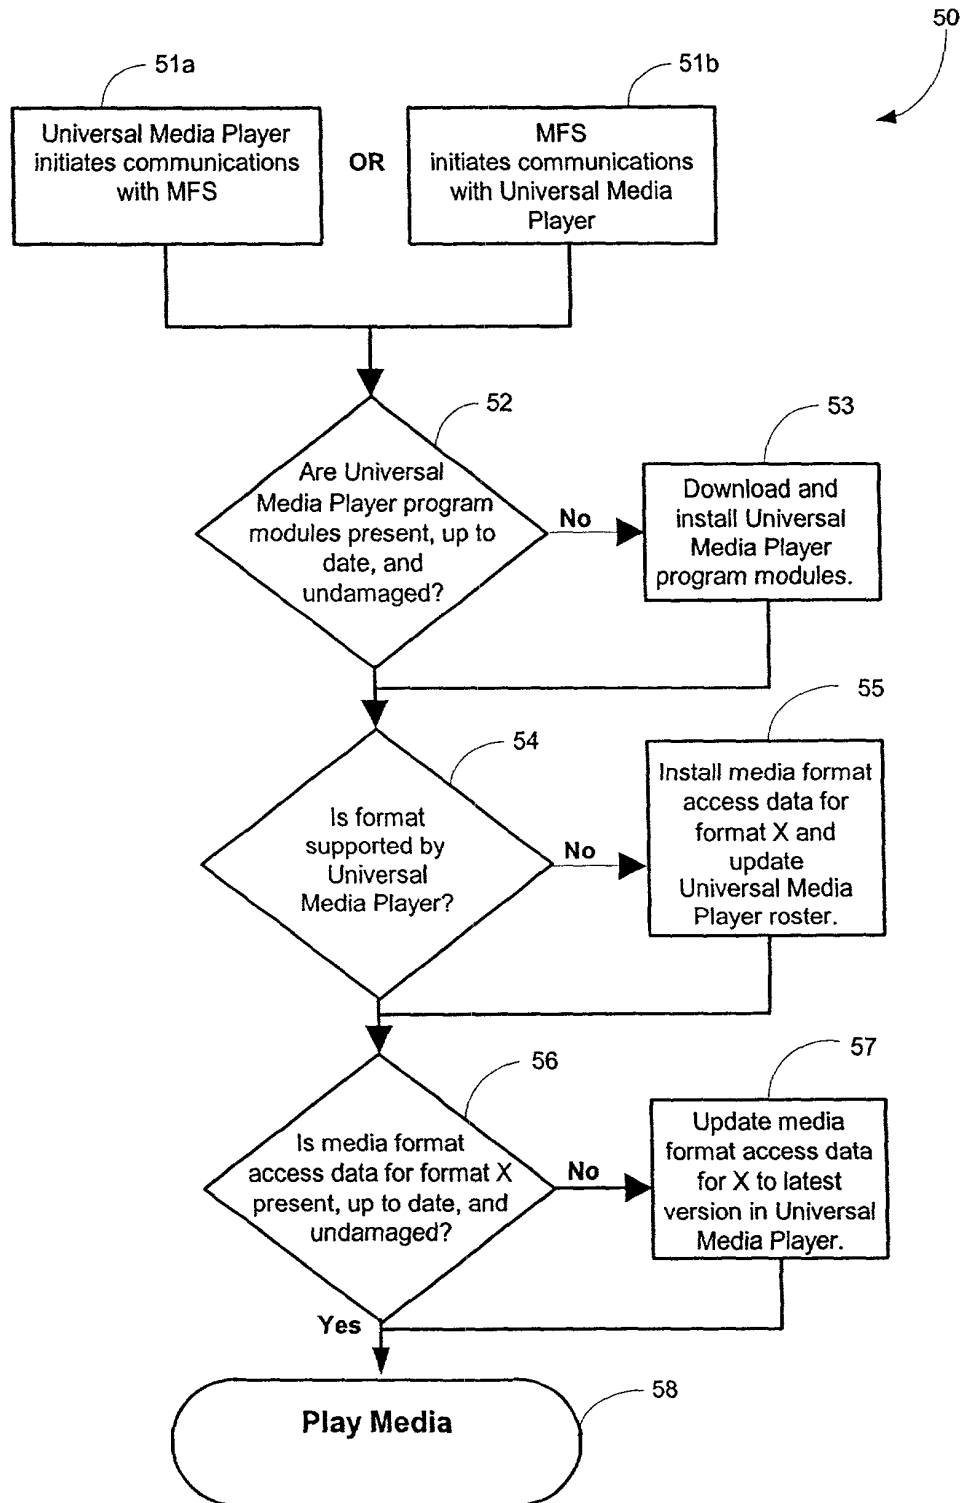 50
51a
51b
Universal Media Player
initiates communications
with MFS
OR
MFS
initiates communications
with Universal Media
Player
52
53
Are Universal
Media Player program
modules present, up to
date, and
undamaged?
No
Download and
install Universal
Media Player
program modules.
54
55
Is format
supported by
Universal
Media Player?
No
Install media format
access data for
format X and
update
Universal Media
Player roster.
56
57
Is media format
access data for format X
present, up to date, and
undamaged?
No
Update media
format access data
for X to latest
version in Universal
Media Player.
Yes
58
Play Media